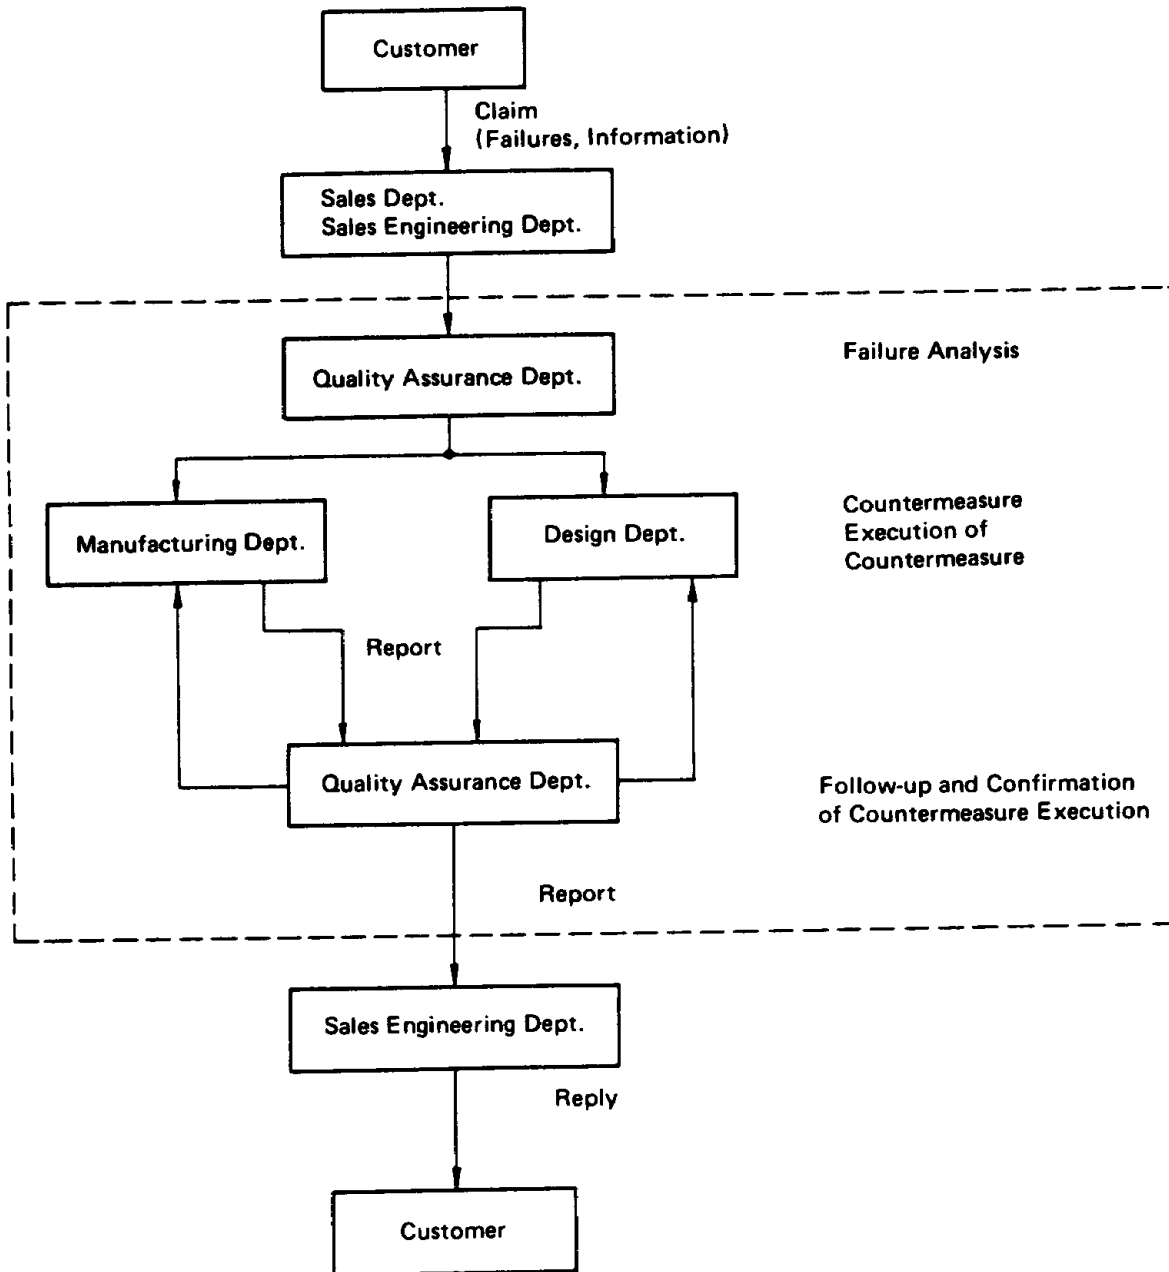 Customer
Claim
(Failures, Information)
Sales Dept.
Sales Engineering Dept.
Failure Analysis
Quality Assurance Dept.
Manufacturing Dept.
Design Dept.
Countermeasure
Execution of
Countermeasure
Report
Quality Assurance Dept.
Follow-up and Confirmation
of Countermeasure Execution
Report
Sales Engineering Dept.
Reply
Customer